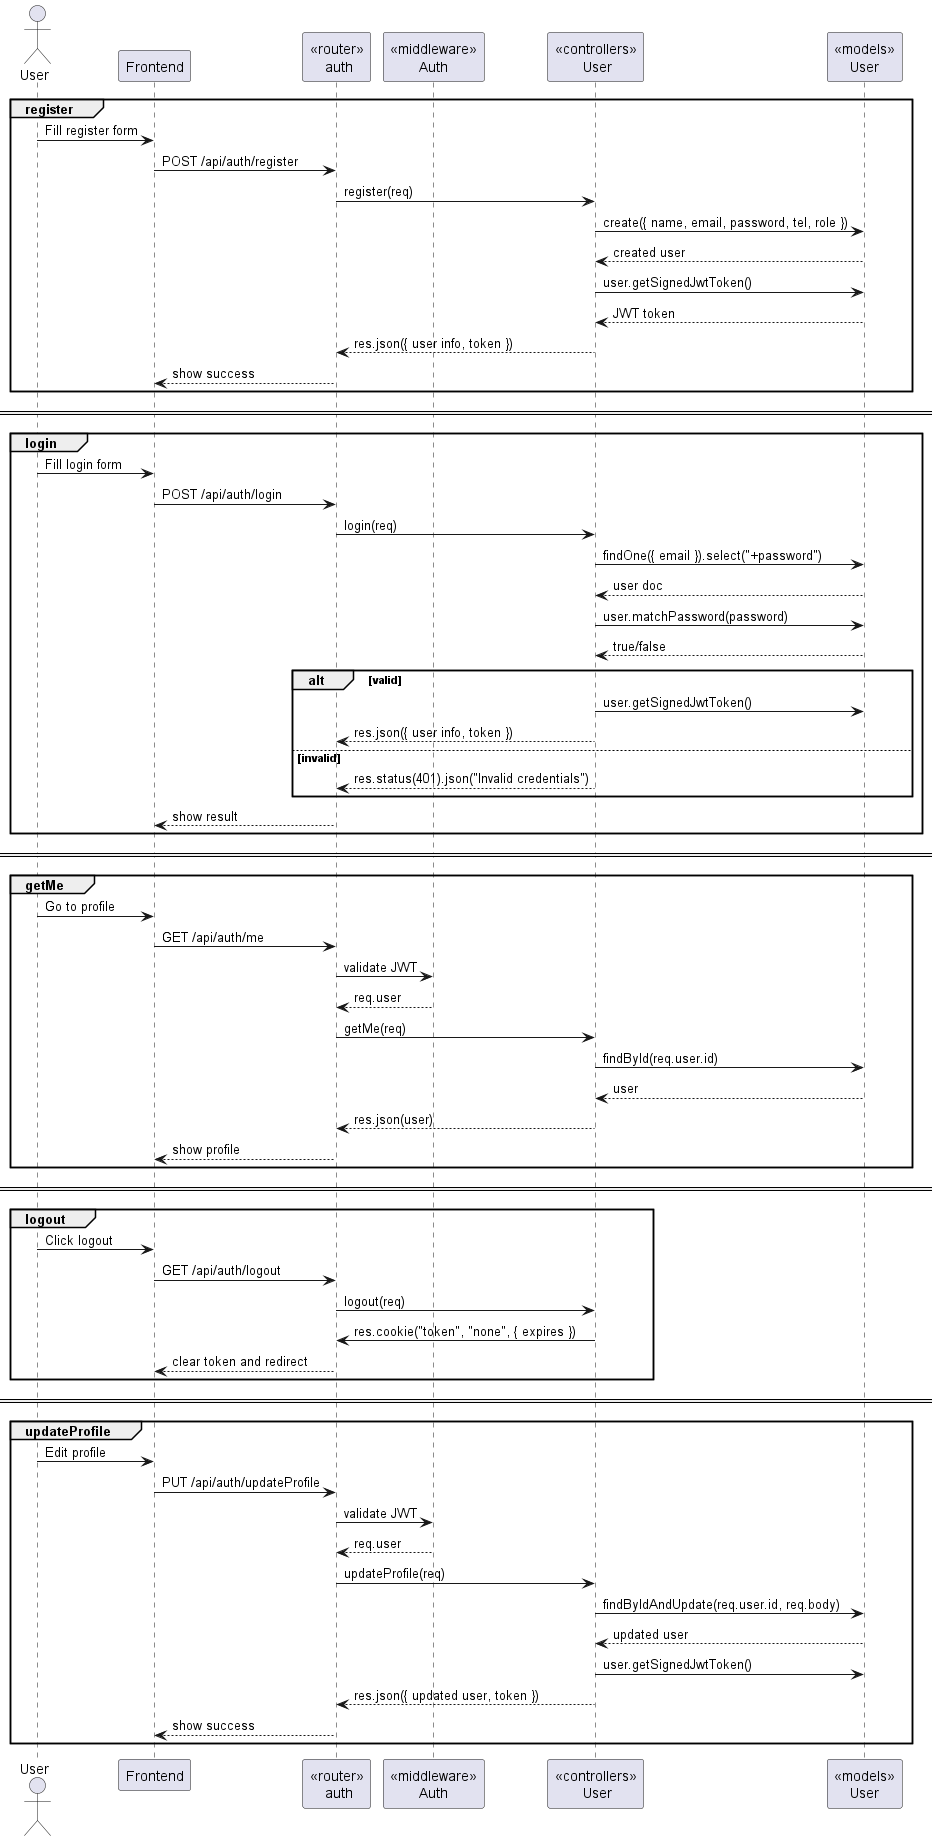 User
Frontend
«router»
auth
«middleware»
Auth
«controllers»
User
«models»
User
register
Fill register form
POST /api/auth/register
register(req)
create({ name, email, password, tel, role })
created user
user.getSignedJwtToken()
JWT token
res.json({ user info, token })
show success
login
Fill login form
POST /api/auth/login
login(req)
findOne({ email }).select("+password")
user doc
user.matchPassword(password)
true/false
alt
[valid]
user.getSignedJwtToken()
res.json({ user info, token })
[invalid]
res.status(401).json("Invalid credentials")
show result
getMe
Go to profile
GET /api/auth/me
validate JWT
req.user
getMe(req)
findById(req.user.id)
user
res.json(user)
show profile
logout
Click logout
GET /api/auth/logout
logout(req)
res.cookie("token", "none", { expires })
clear token and redirect
updateProfile
Edit profile
PUT /api/auth/updateProfile
validate JWT
req.user
updateProfile(req)
findByIdAndUpdate(req.user.id, req.body)
updated user
user.getSignedJwtToken()
res.json({ updated user, token })
show success
User
Frontend
«router»
auth
«middleware»
Auth
«controllers»
User
«models»
User